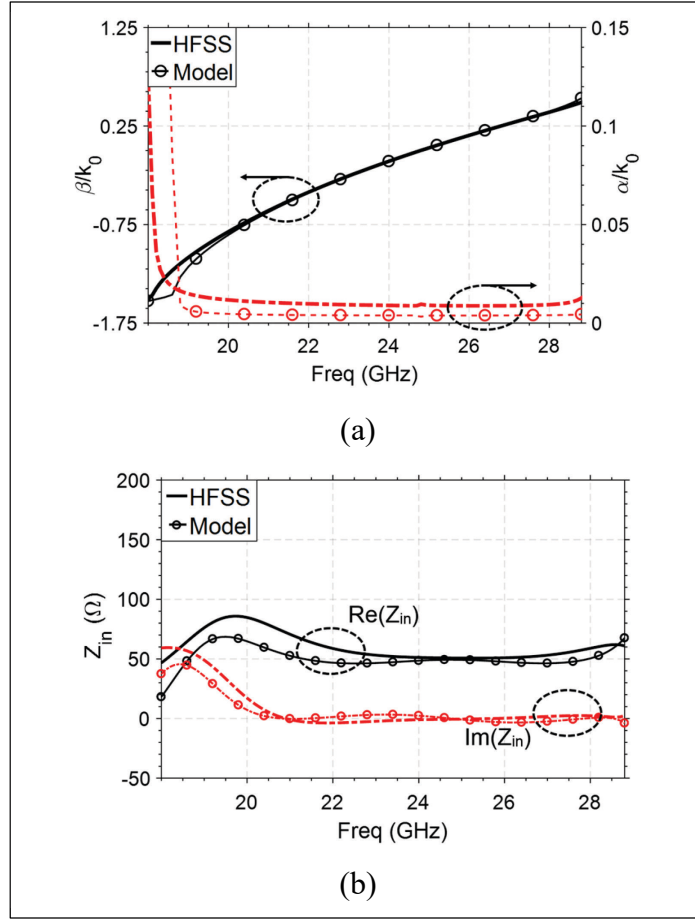 1.25
0.25
-0.75
-1.75
β/k0
HFSS
Model
0.15
0.1
0.05
0
α/k0
20 22 24 26 28
Freq (GHz)
(a)
200
150
100
50
0
-50
Zin (Ω)
HFSS
Model
Re(Zin)
Im(Zin)
20 22 24 26 28
Freq (GHz)
(b)